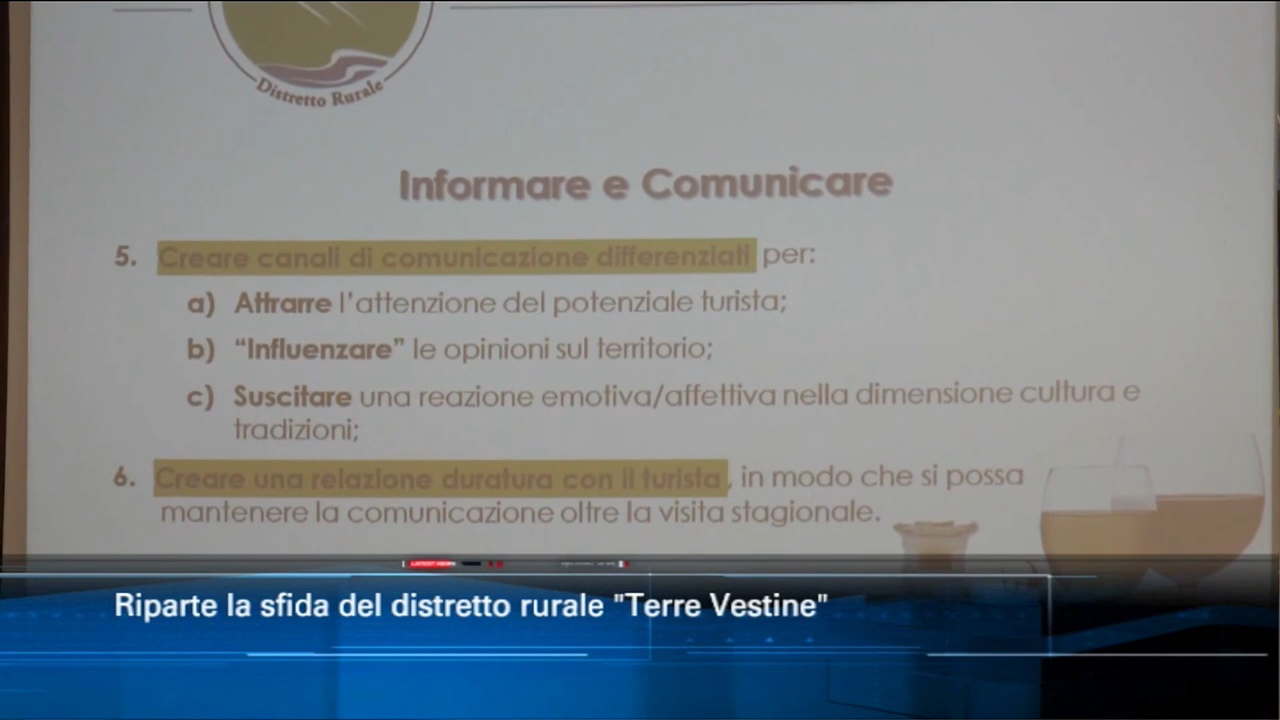 Distretto Rurale
Informare e Comunicare
5. Creare canali di comunicazione differenziati per:
a) Attrarre l'attenzione del potenziale turista;
b) "Influenzare" le opinioni sul territorio;
c) Suscitare una reazione emotiva/affettiva nella dimensione cultura e
tradizioni;
6. Creare una relazione duratura con il turista, in modo che si possa
mantenere la comunicazione oltre la visita stagionale.
LATEST NEWS
Riparte la sfida del distretto rurale "Terre Vestine"